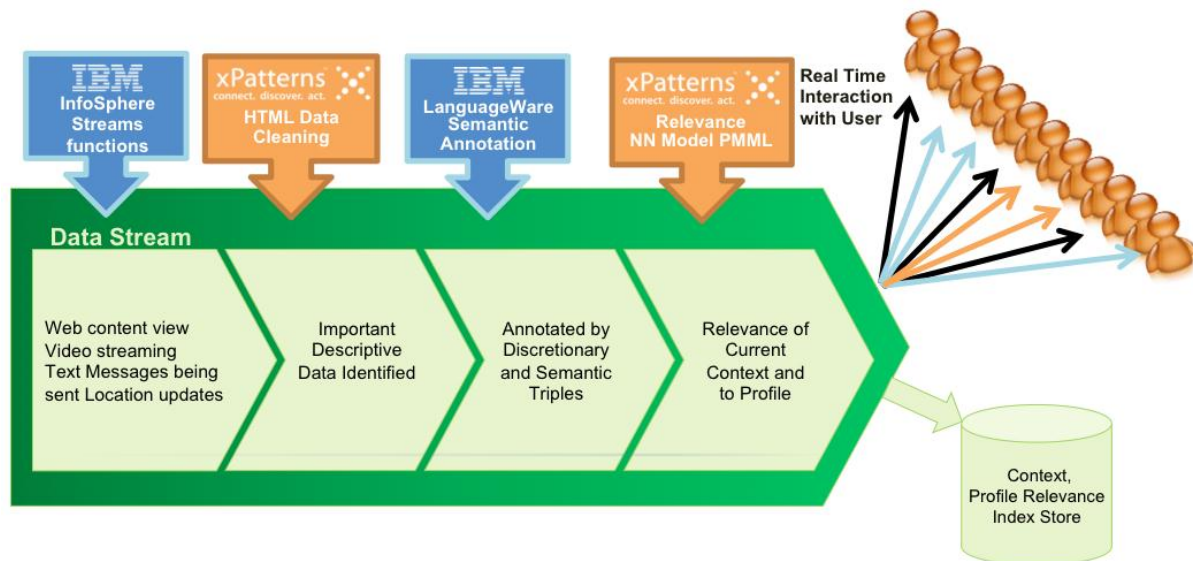 IBM
InfoSphere
Streams
functions
xPatterns™
connect. discover. act.
HTML Data
Cleaning
IBM
LanguageWare
Semantic
Annotation
xPatterns™
connect. discover. act.
Relevance
NN Model PMML
Real Time
Interaction
with User
Data Stream
Web content view
Video streaming
Text Messages being
sent Location updates
Important
Descriptive
Data Identified
Annotated by
Discretionary
and Semantic
Triples
Relevance of
Current
Context and
to Profile
Context,
Profile Relevance
Index Store